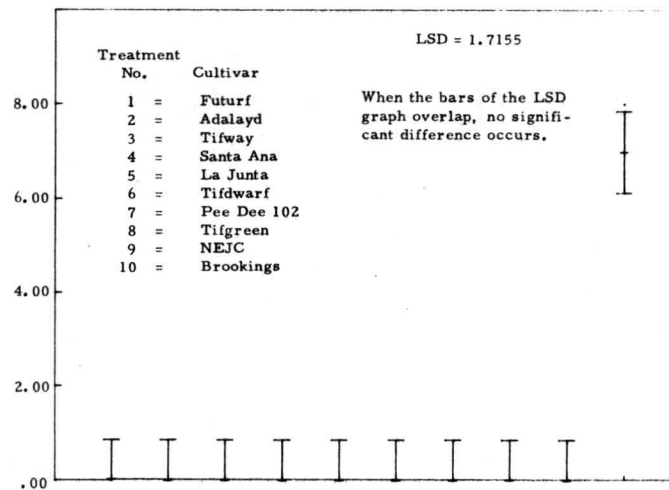 LSD = 1.7155
Treatment
No. Cultivar
1 = Futurf
2 = Adalayd
3 = Tifway
4 = Santa Ana
5 = La Junta
6 = Tifdwarf
7 = Pee Dee 102
8 = Tifgreen
9 = NEJC
10 = Brookings
When the bars of the LSD
graph overlap, no signifi-
cant difference occurs.
8.00
6.00
4.00
2.00
.00